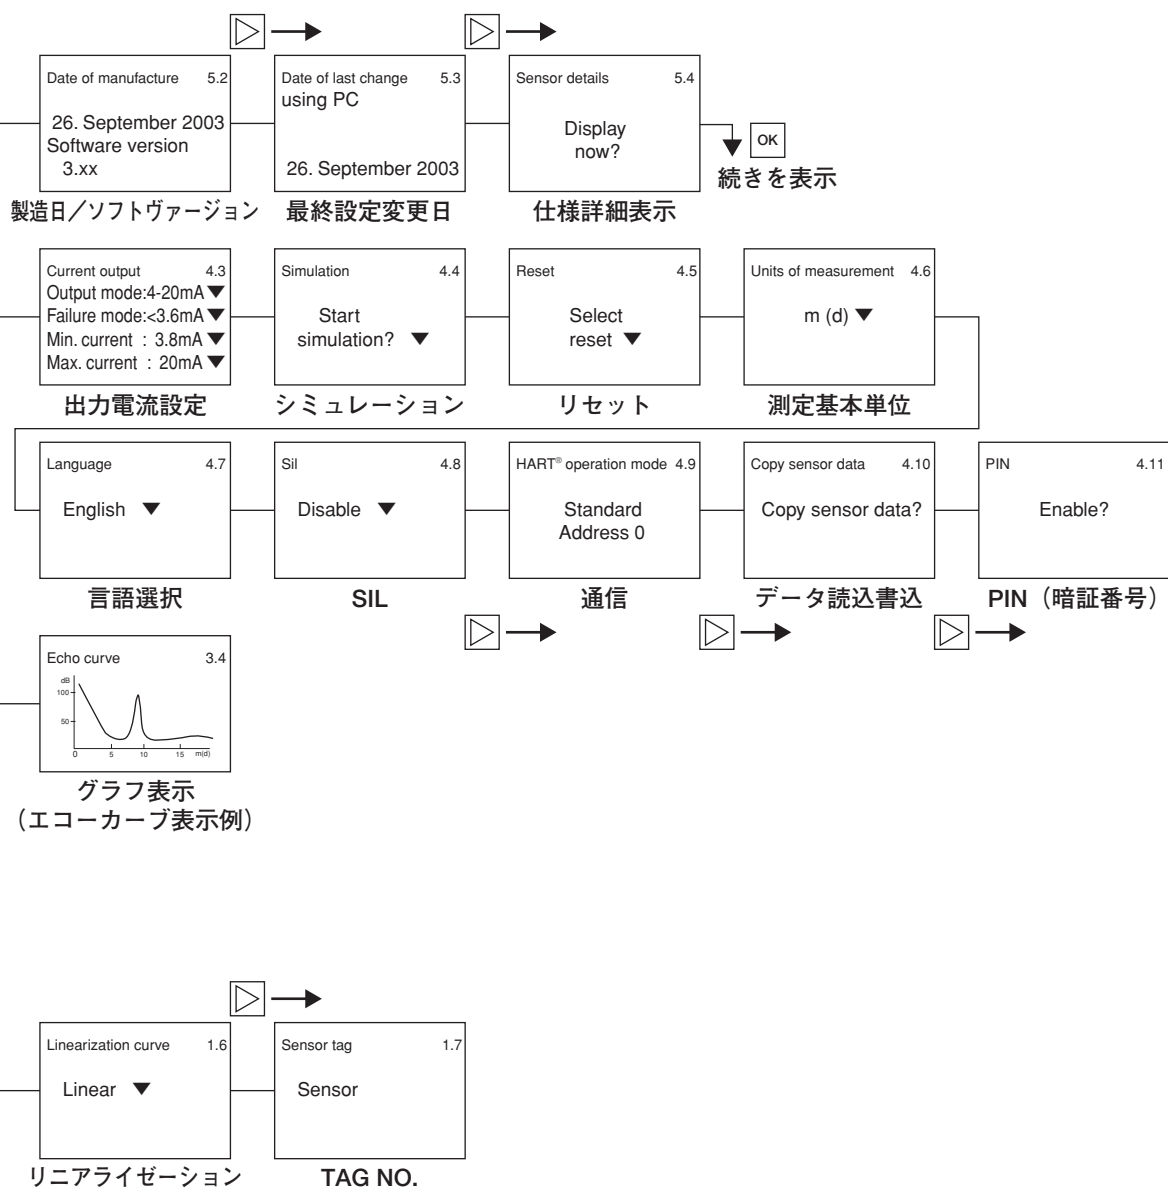 Date of manufacture 5.2
26. September 2003
Software version
3.xx
製造日／ソフトヴァージョン
Date of last change 5.3
using PC
26. September 2003
最終設定変更日
Sensor details 5.4
Display
now?
仕様詳細表示
OK
続きを表示
Current output 4.3
Output mode:4-20mA▼
Failure mode:<3.6mA▼
Min. current : 3.8mA▼
Max. current : 20mA▼
出力電流設定
Simulation 4.4
Start
simulation? ▼
シミュレーション
Reset 4.5
Select
reset ▼
リセット
Units of measurement 4.6
m (d) ▼
測定基本単位
Language 4.7
English ▼
言語選択
Sil 4.8
Disable ▼
SIL
HART® operation mode 4.9
Standard
Address 0
通信
Copy sensor data 4.10
Copy sensor data?
データ読込書込
PIN 4.11
Enable?
PIN（暗証番号）
Echo curve 3.4
dB
100
50
0 5 10 15 m(d)
グラフ表示
（エコーカーブ表示例）
Linearization curve 1.6
Linear ▼
リニアライゼーション
Sensor tag 1.7
Sensor
TAG NO.